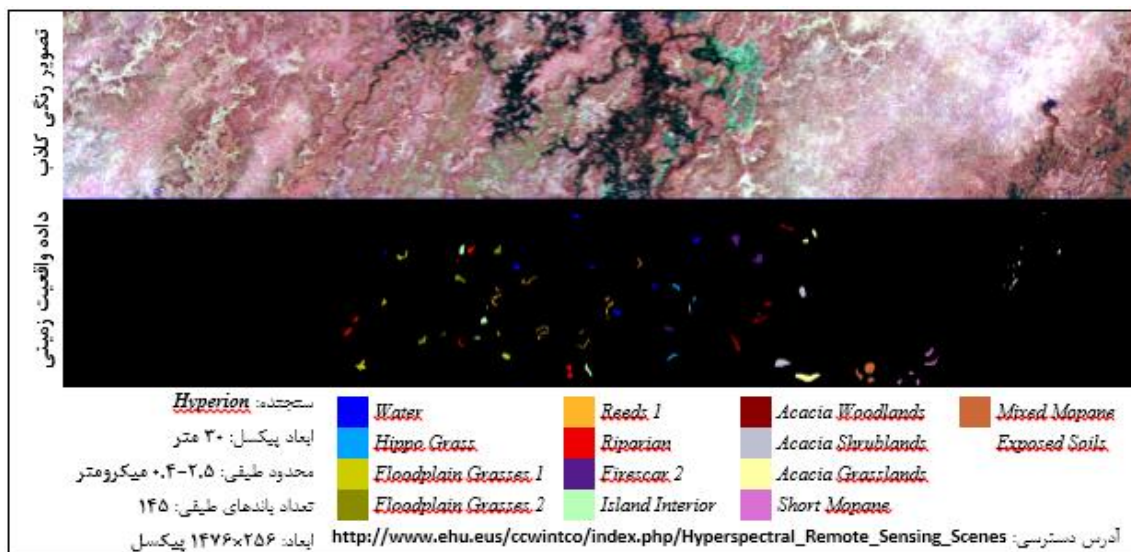 تصویر رنگی کاذب
داده واقعیت زمینی
سنجنده: Hyperion
ابعاد پیکسل: ۳۰ متر
محدود طیفی: ۲,۵-۰,۴ میکرومتر
تعداد باندهای طیفی: ۱۴۵
ابعاد: ۲۵۶×۱۴۷۶ پیکسل
Water
Hippo Grass
Floodplain Grasses 1
Floodplain Grasses 2
Reeds 1
Riparian
Firescar 2
Island Interior
Acacia Woodlands
Acacia Shrublands
Acacia Grasslands
Short Mopane
Mixed Mopane
Exposed Soils
آدرس دسترسی: http://www.ehu.eus/ccwintco/index.php/Hyperspectral_Remote_Sensing_Scenes